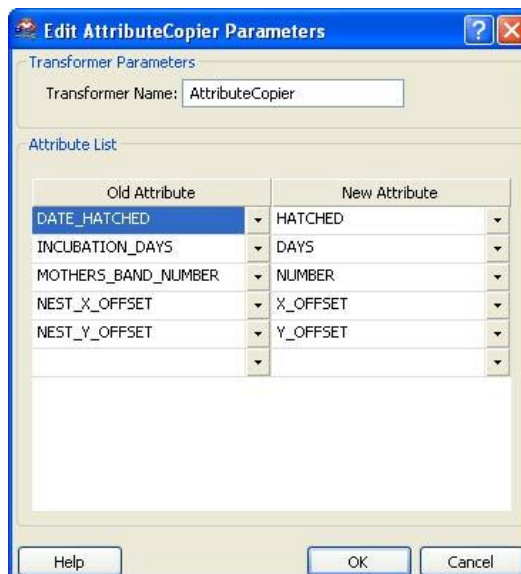 Edit AttributeCopier Parameters
Transformer Parameters
Transformer Name: AttributeCopier
Attribute List
Old Attribute New Attribute
DATE_HATCHED HATCHED
INCUBATION_DAYS DAYS
MOTHERS_BAND_NUMBER NUMBER
NEST_X_OFFSET X_OFFSET
NEST_Y_OFFSET Y_OFFSET
Help OK Cancel